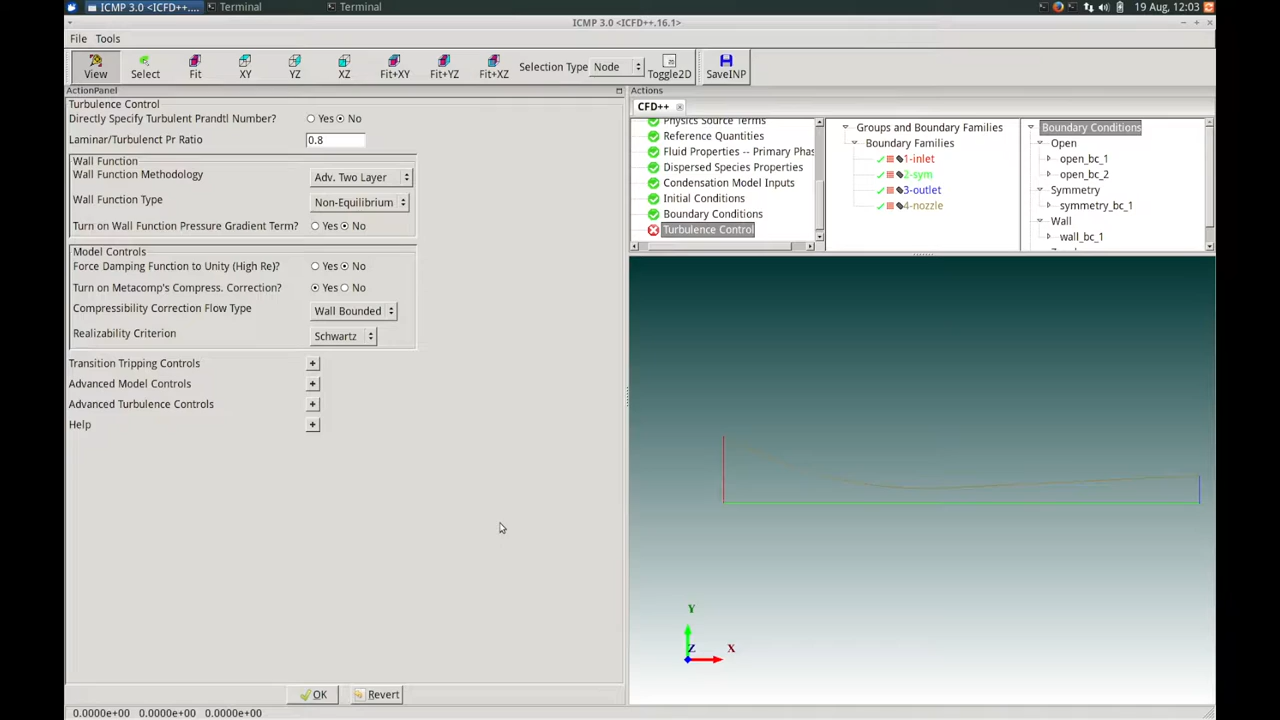 ICMP 3.0 <ICFD++....
Terminal
Terminal
19 Aug, 12:03
ICMP 3.0 <ICFD++.16.1>
File Tools
View Select Fit XY YZ XZ Fit+XY Fit+YZ Fit+XZ Selection Type Node Toggle2D SaveINP
ActionPanel
Turbulence Control
Directly Specify Turbulent Prandtl Number? Yes No
Laminar/Turbulenct Pr Ratio 0.8
Wall Function
Wall Function Methodology Adv. Two Layer
Wall Function Type Non-Equilibrium
Turn on Wall Function Pressure Gradient Term? Yes No
Model Controls
Force Damping Function to Unity (High Re)? Yes No
Turn on Metacomp's Compress. Correction? Yes No
Compressibility Correction Flow Type Wall Bounded
Realizability Criterion Schwartz
Transition Tripping Controls +
Advanced Model Controls +
Advanced Turbulence Controls +
Help +
OK Revert
0.0000e+00 0.0000e+00 0.0000e+00
Actions
CFD++
Physics Source Terms
Reference Quantities
Fluid Properties -- Primary Phas
Dispersed Species Properties
Condensation Model Inputs
Initial Conditions
Boundary Conditions
Turbulence Control
Groups and Boundary Families
Boundary Families
1-inlet
2-sym
3-outlet
4-nozzle
Boundary Conditions
Open
open_bc_1
open_bc_2
Symmetry
symmetry_bc_1
Wall
wall_bc_1
Y
Z
X